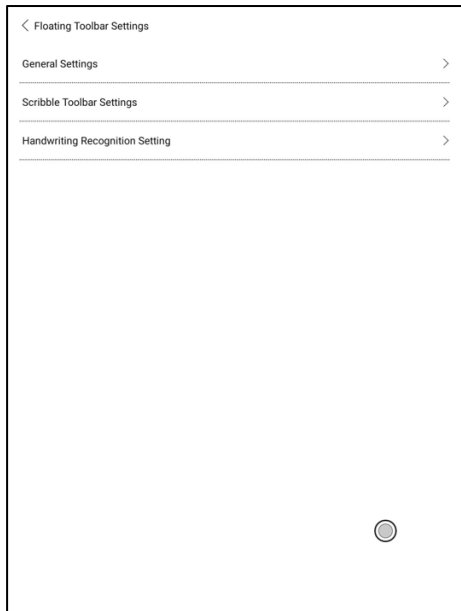 Floating Toolbar Settings
General Settings
Scribble Toolbar Settings
Handwriting Recognition Setting